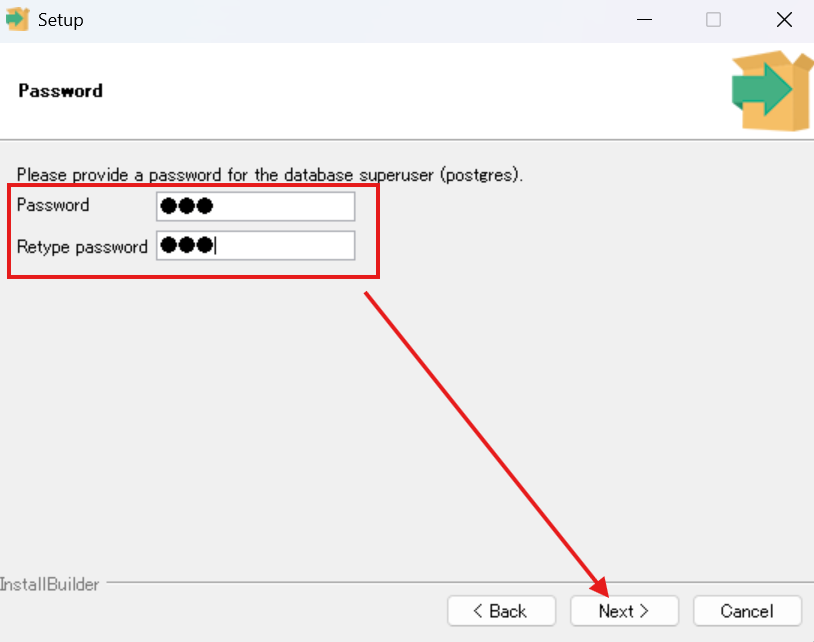 Setup
Password
Please provide a password for the database superuser (postgres).
Password ●●●
Retype password ●●●
InstallBuilder
< Back Next > Cancel